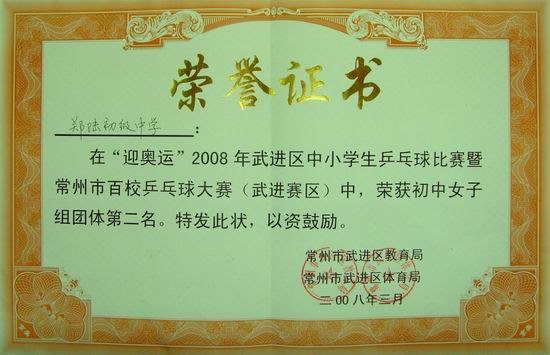 荣誉证书
郑陆初级中学：
在“迎奥运”2008年武进区中小学生乒乓球比赛暨
常州市百校乒乓球大赛（武进赛区）中，荣获初中女子
组团体第二名。特发此状，以资鼓励。
常州市武进区教育局
常州市武进区体育局
二00八年三月